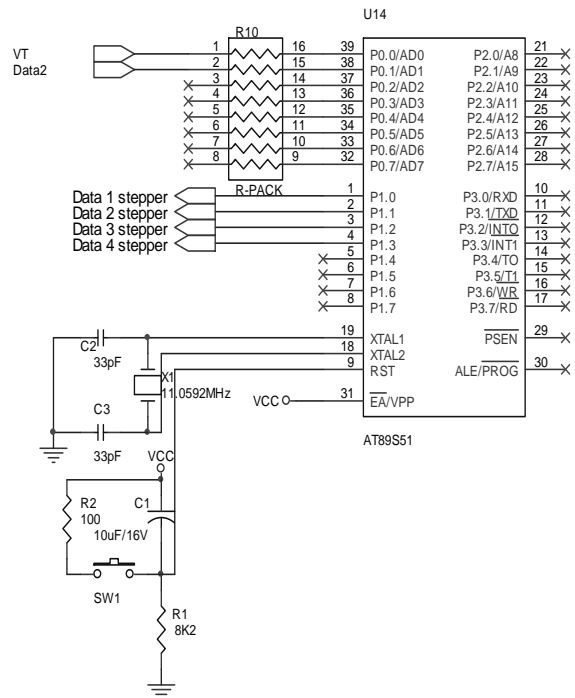 U14
R10
VT
Data2
1 16 39 P0.0/AD0 P2.0/A8 21
2 15 38 P0.1/AD1 P2.1/A9 22
3 14 37 P0.2/AD2 P2.2/A10 23
4 13 36 P0.3/AD3 P2.3/A11 24
5 12 35 P0.4/AD4 P2.4/A12 25
6 11 34 P0.5/AD5 P2.5/A13 26
7 10 33 P0.6/AD6 P2.6/A14 27
8 9 32 P0.7/AD7 P2.7/A15 28
R-PACK
Data 1 stepper 1 P1.0 P3.0/RXD 10
Data 2 stepper 2 P1.1 P3.1/TXD 11
Data 3 stepper 3 P1.2 P3.2/INTO 12
Data 4 stepper 4 P1.3 P3.3/INT1 13
5 P1.4 P3.4/TO 14
6 P1.5 P3.5/T1 15
7 P1.6 P3.6/WR 16
8 P1.7 P3.7/RD 17
19 XTAL1 PSEN 29
18 XTAL2
9 RST ALE/PROG 30
31 EA/VPP
VCC
AT89S51
C2
33pF
X1
11.0592MHz
C3
33pF
VCC
R2
100
C1
10uF/16V
SW1
R1
8K2